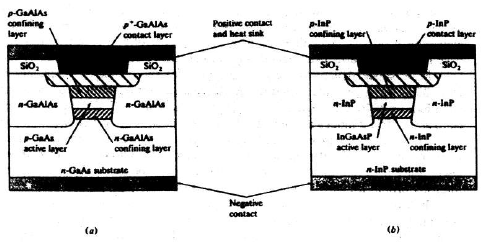 p-GaAlAs
confining
layer
p+-GaAlAs
contact layer
Positive contact
and heat sink
p-InP
confining layer
p-InP
contact layer
SiO2
SiO2
SiO2
SiO2
n-GaAlAs
n-GaAlAs
n-InP
n-InP
p-GaAs
active layer
n-GaAlAs
confining layer
InGaAsP
active layer
n-InP
confining layer
n-GaAs substrate
n-InP substrate
Negative
contact
(a)
(b)